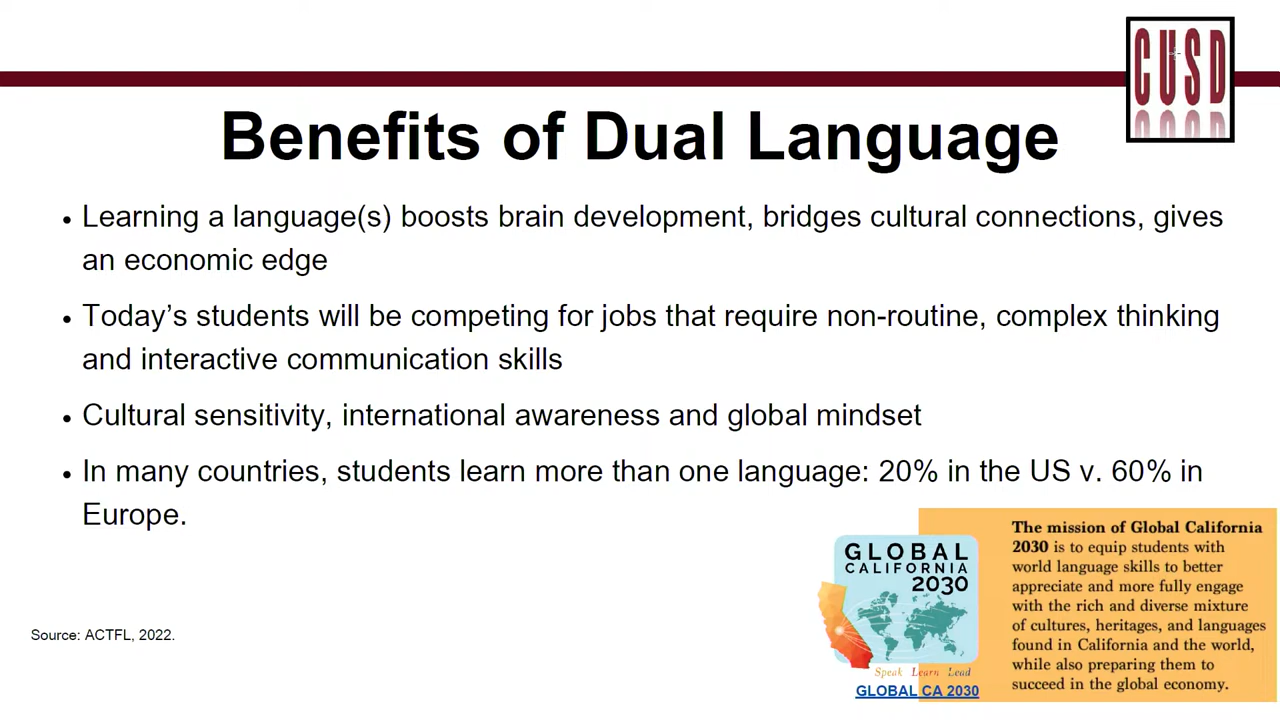 CUSD
Benefits of Dual Language
• Learning a language(s) boosts brain development, bridges cultural connections, gives
an economic edge
• Today’s students will be competing for jobs that require non-routine, complex thinking
and interactive communication skills
• Cultural sensitivity, international awareness and global mindset
• In many countries, students learn more than one language: 20% in the US v. 60% in
Europe.
Source: ACTFL, 2022.
GLOBAL
CALIFORNIA
2030
Speak Learn Lead
GLOBAL CA 2030
The mission of Global California
2030 is to equip students with
world language skills to better
appreciate and more fully engage
with the rich and diverse mixture
of cultures, heritages, and languages
found in California and the world,
while also preparing them to
succeed in the global economy.